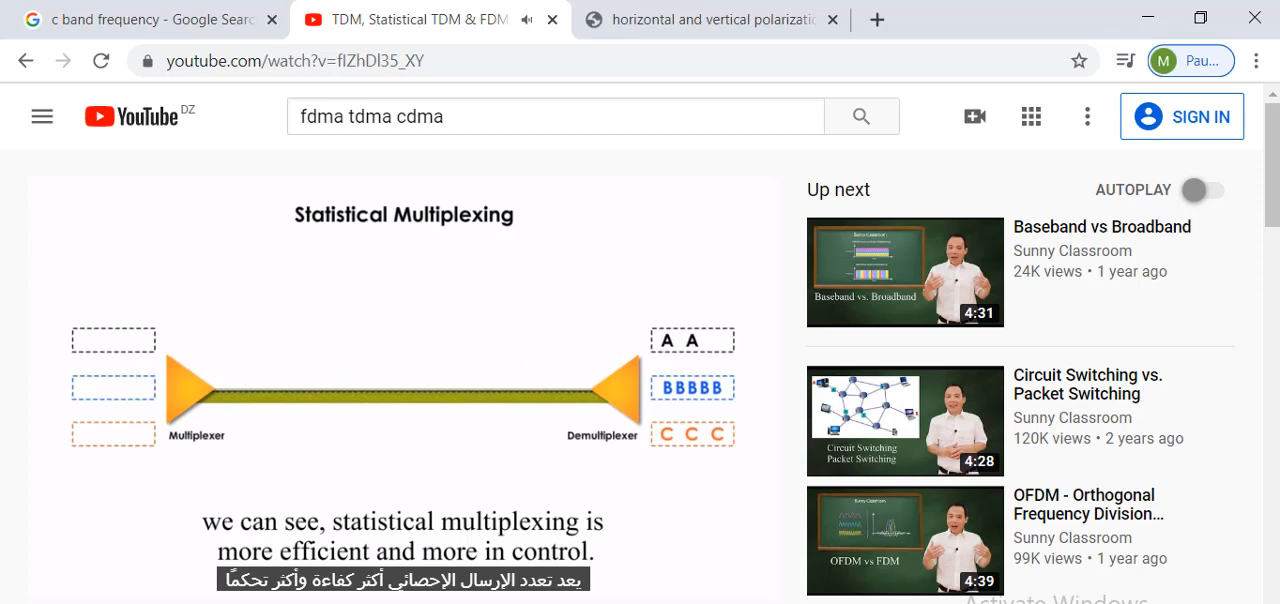 c band frequency - Google Searc
TDM, Statistical TDM & FDM
horizontal and vertical polarizatio
youtube.com/watch?v=fIZhDl35_XY
M Pau...
YouTube DZ
fdma tdma cdma
SIGN IN
Statistical Multiplexing
A A
BBBBB
Multiplexer
Demultiplexer
C C C
we can see, statistical multiplexing is
more efficient and more in control.
يعد تعدد الإرسال الإحصائي أكثر كفاءة وأكثر تحكمًا
Up next
AUTOPLAY
Baseband vs. Broadband
4:31
Baseband vs Broadband
Sunny Classroom
24K views • 1 year ago
Circuit Switching
Packet Switching
4:28
Circuit Switching vs.
Packet Switching
Sunny Classroom
120K views • 2 years ago
OFDM vs FDM
4:39
OFDM - Orthogonal
Frequency Division...
Sunny Classroom
99K views • 1 year ago
Activate Windows